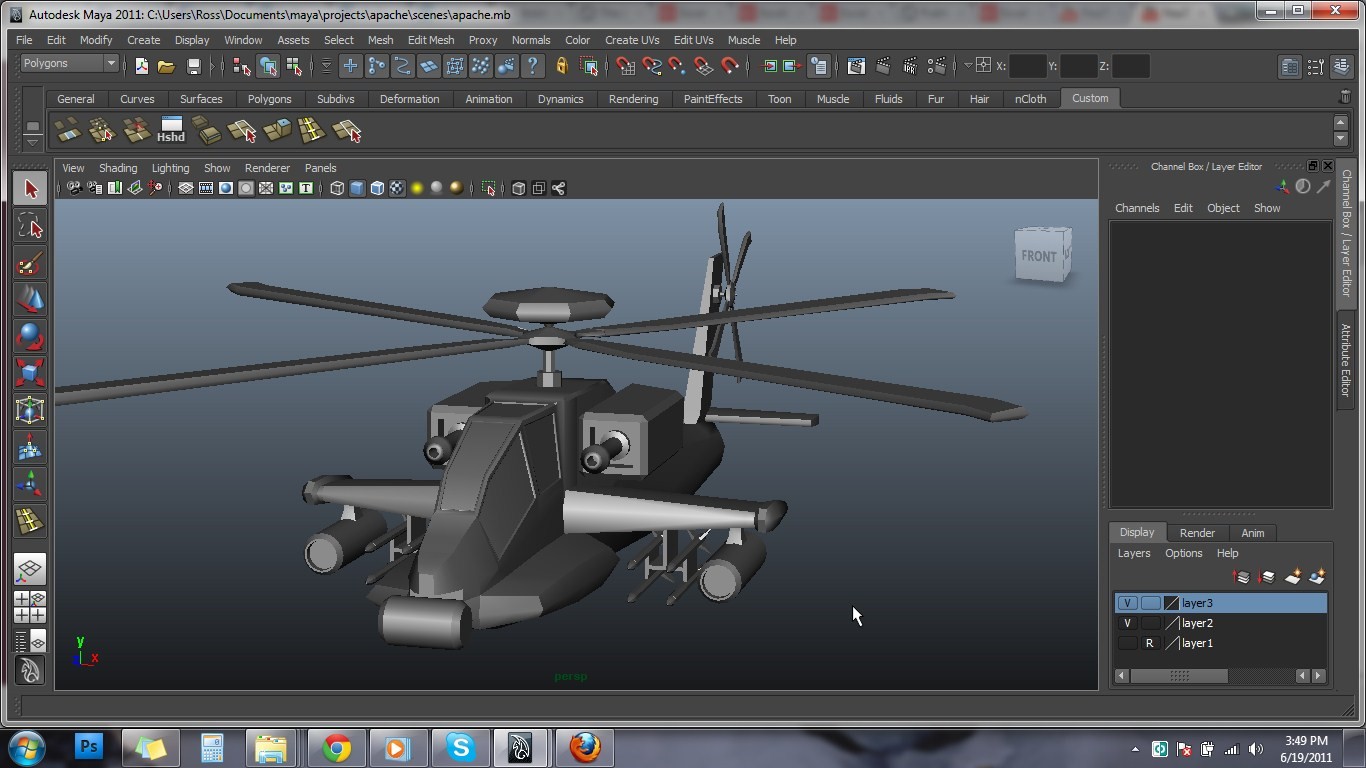 Autodesk Maya 2011: C:\Users\Ross\Documents\maya\projects\apache\scenes\apache.mb
File Edit Modify Create Display Window Assets Select Mesh Edit Mesh Proxy Normals Color Create UVs Edit UVs Muscle Help
Polygons X: Y: Z:
General Curves Surfaces Polygons Subdivs Deformation Animation Dynamics Rendering PaintEffects Toon Muscle Fluids Fur Hair nCloth Custom
Hshd
View Shading Lighting Show Renderer Panels
Channel Box / Layer Editor
Channels Edit Object Show
Channel Box / Layer Editor
Attribute Editor
FRONT
Display Render Anim
Layers Options Help
V layer3
V layer2
R layer1
y
x
persp
Ps
3:49 PM
6/19/2011